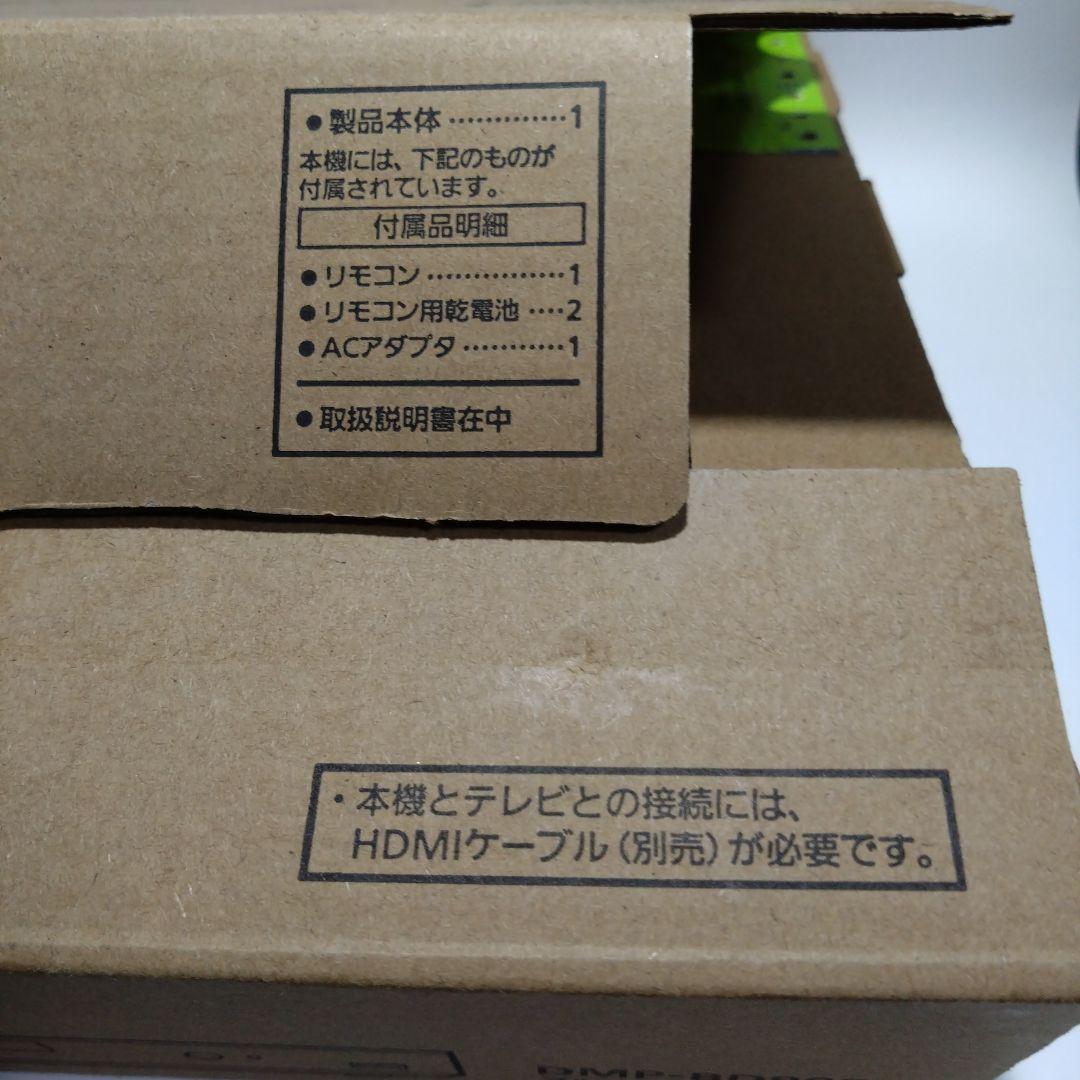 ●製品本体·············1
本機には、下記のものが
付属されています。
付属品明細
●リモコン···············1
●リモコン用乾電池····2
●ACアダプタ···········1
●取扱説明書在中
・本機とテレビとの接続には、
HDMIケーブル（別売）が必要です。